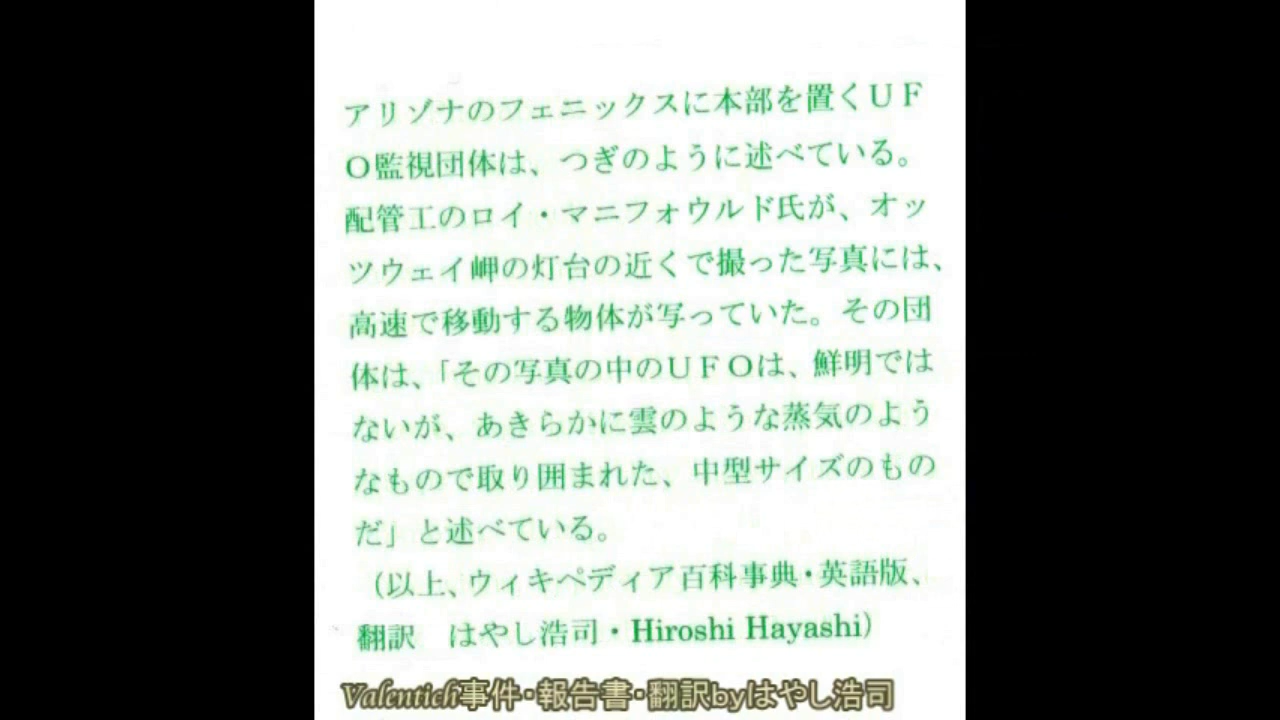 アリゾナのフェニックスに本部を置くＵＦ
Ｏ監視団体は、つぎのように述べている。
配管工のロイ・マニフォウルド氏が、オッ
ツウェイ岬の灯台の近くで撮った写真には、
高速で移動する物体が写っていた。その団
体は、「その写真の中のＵＦＯは、鮮明では
ないが、あきらかに雲のような蒸気のよう
なもので取り囲まれた、中型サイズのもの
だ」と述べている。
（以上、ウィキペディア百科事典・英語版、
翻訳　はやし浩司・Hiroshi Hayashi）
Valentich事件・報告書・翻訳byはやし浩司